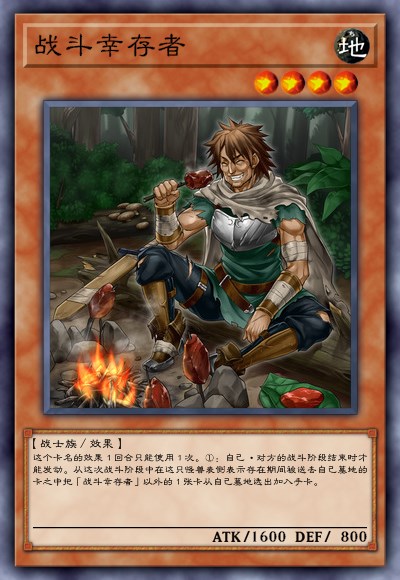 战斗幸存者
地
【战士族/效果】
这个卡名的效果1回合只能使用1次。①：自己·对方的战斗阶段结束时才
能发动。从这次战斗阶段中在这只怪兽表侧表示存在期间被送去自己墓地的
卡之中把「战斗幸存者」以外的1张卡从自己墓地选出加入手卡。
ATK/1600 DEF/ 800